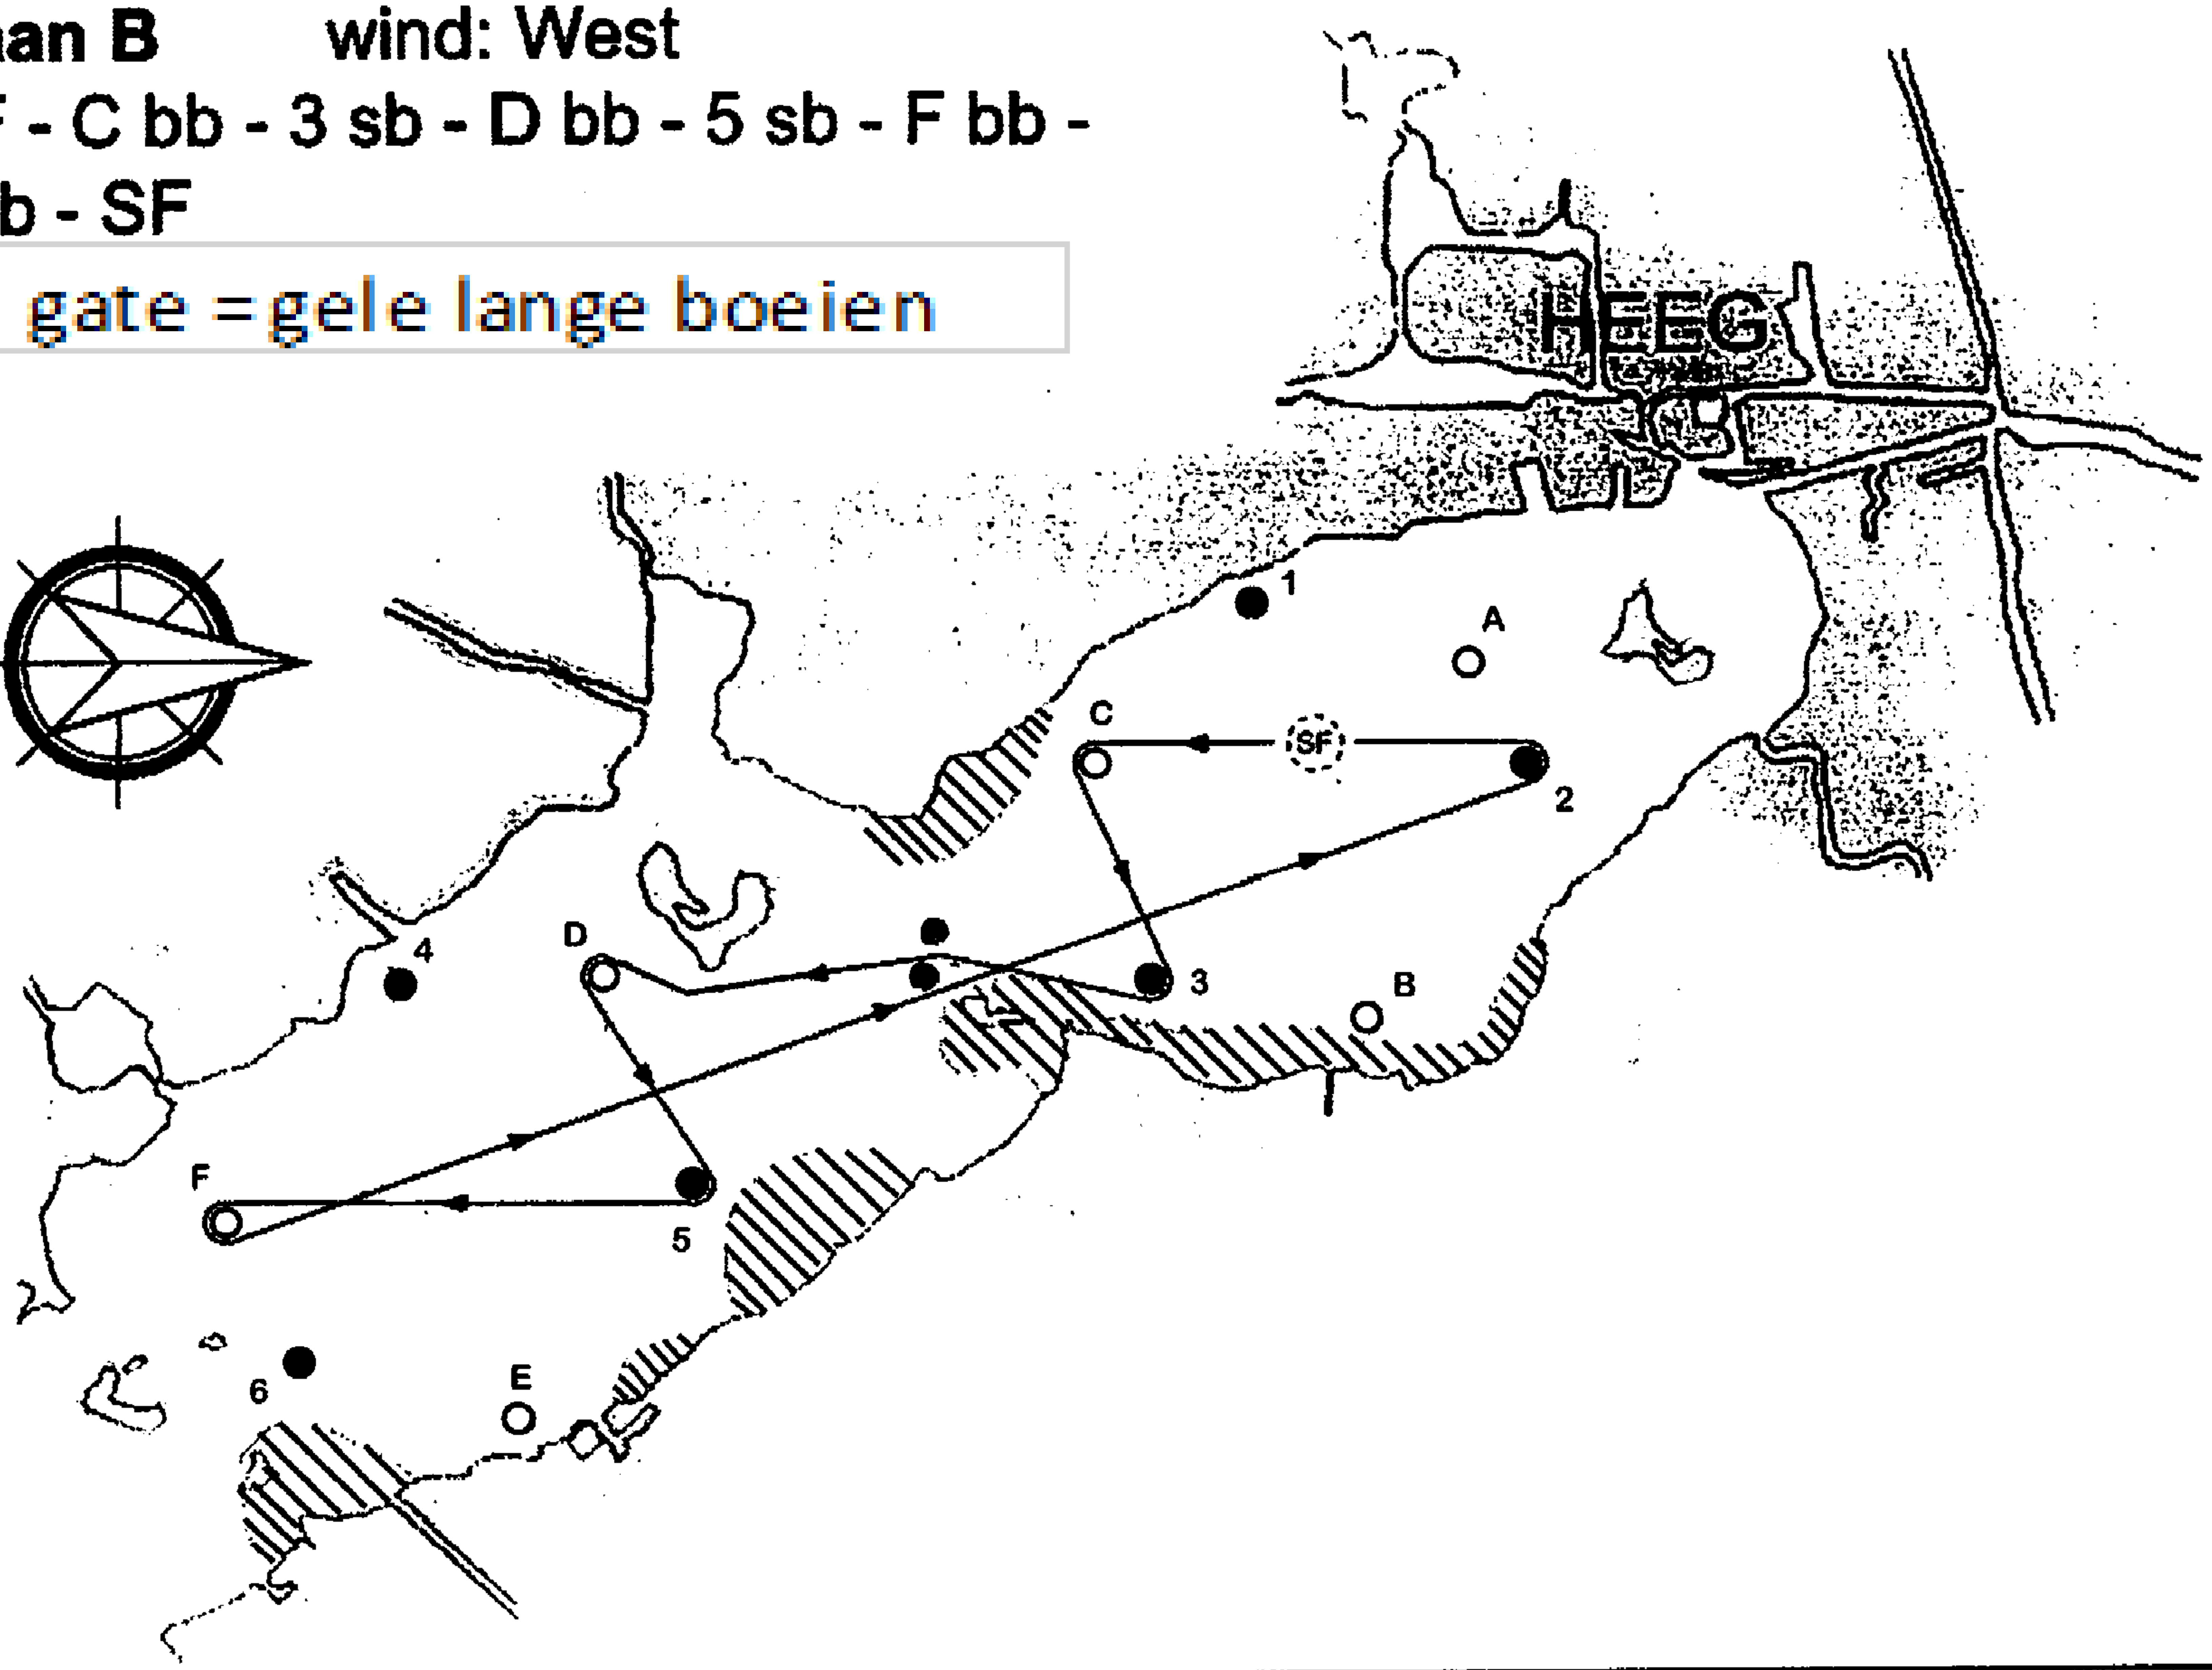 an B wind: West
- C bb - 3 sb - D bb - 5 sb - F bb -
b - SF
gate = gele lange boeien
HEEG
1
A
C
SF
2
D
4
3
B
F
5
6
E